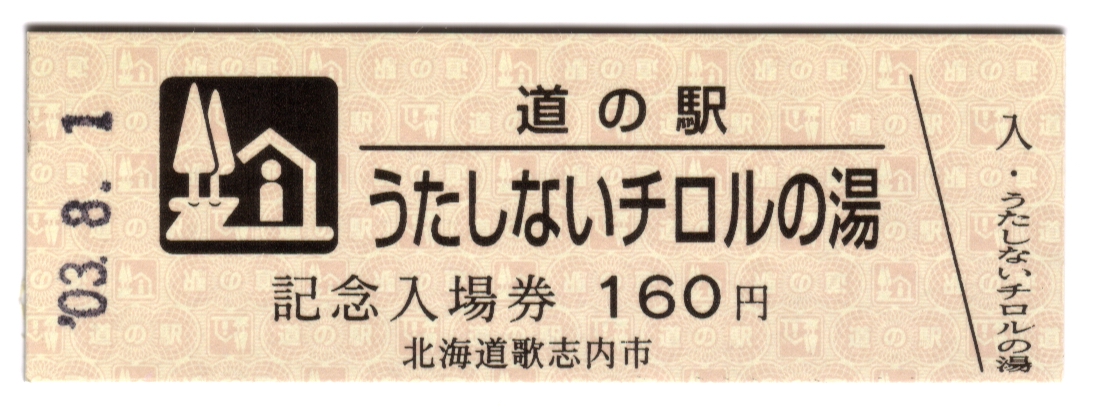 '03.8.1
道の駅
うたしないチロルの湯
記念入場券 160円
北海道歌志内市
入・うたしないチロルの湯